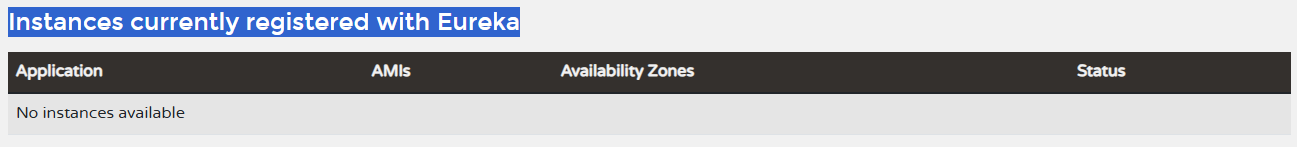 Instances currently registered with Eureka
Application AMIs Availability Zones Status
No instances available